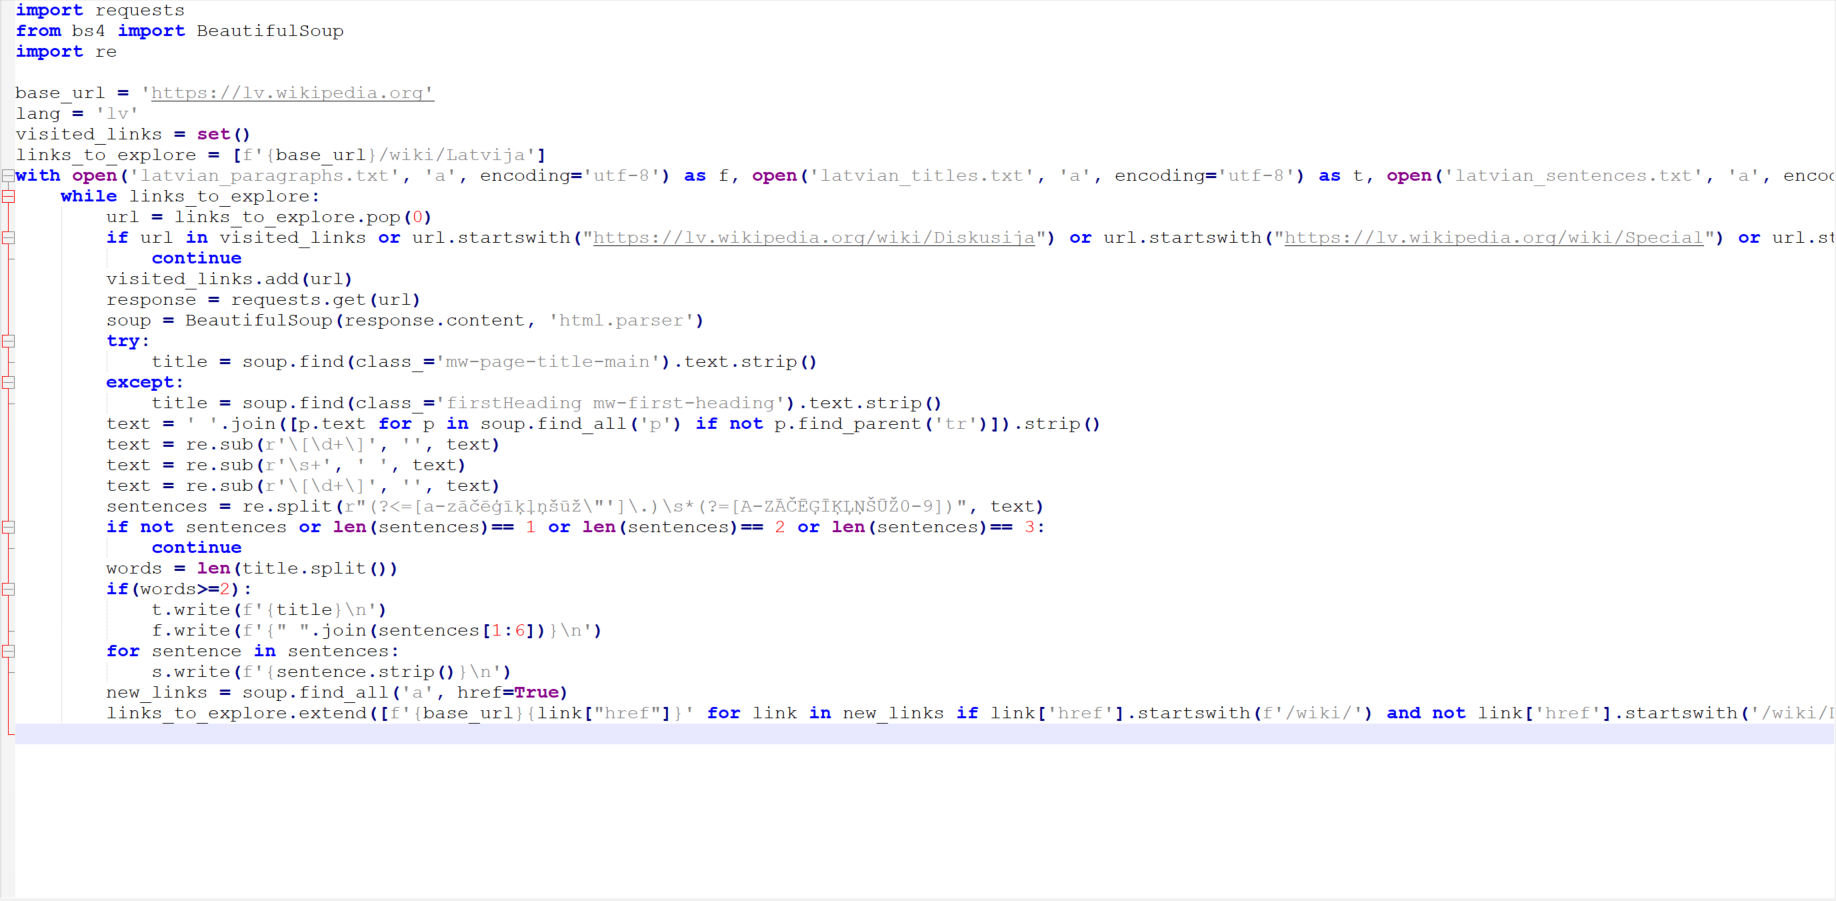 import requests
from bs4 import BeautifulSoup
import re
base_url = 'https://lv.wikipedia.org'
lang = 'lv'
visited_links = set()
links_to_explore = [f'{base_url}/wiki/Latvija']
with open('latvian_paragraphs.txt', 'a', encoding='utf-8') as f, open('latvian_titles.txt', 'a', encoding='utf-8') as t, open('latvian_sentences.txt', 'a',
while links_to_explore:
url = links_to_explore.pop(0)
if url in visited_links or url.startswith("https://lv.wikipedia.org/wiki/Diskusija") or url.startswith("https://lv.wikipedia.org/wiki/Special") or
continue
visited_links.add(url)
response = requests.get(url)
soup = BeautifulSoup(response.content, 'html.parser')
try:
title = soup.find(class_='mw-page-title-main').text.strip()
except:
title = soup.find(class_='firstHeading mw-first-heading').text.strip()
text = ' '.join([p.text for p in soup.find_all('p') if not p.find_parent('tr')]).strip()
text = re.sub(r'\[\d+\]', '', text)
text = re.sub(r'\s+', ' ', text)
text = re.sub(r'\[\d+\]', '', text)
sentences = re.split(r"(?<=[a-zāčēģīķļņšūž\"']\.)\s*(?=[A-ZĀČĒĢĪĶĻŅŠŪŽ0-9])", text)
if not sentences or len(sentences)== 1 or len(sentences)== 2 or len(sentences)== 3:
continue
words = len(title.split())
if(words>=2):
t.write(f'{title}\n')
f.write(f'{" ".join(sentences[1:6])}\n')
for sentence in sentences:
s.write(f'{sentence.strip()}\n')
new_links = soup.find_all('a', href=True)
links_to_explore.extend([f'{base_url}{link["href"]}' for link in new_links if link['href'].startswith(f'/wiki/') and not link['href'].startswith('/wiki/